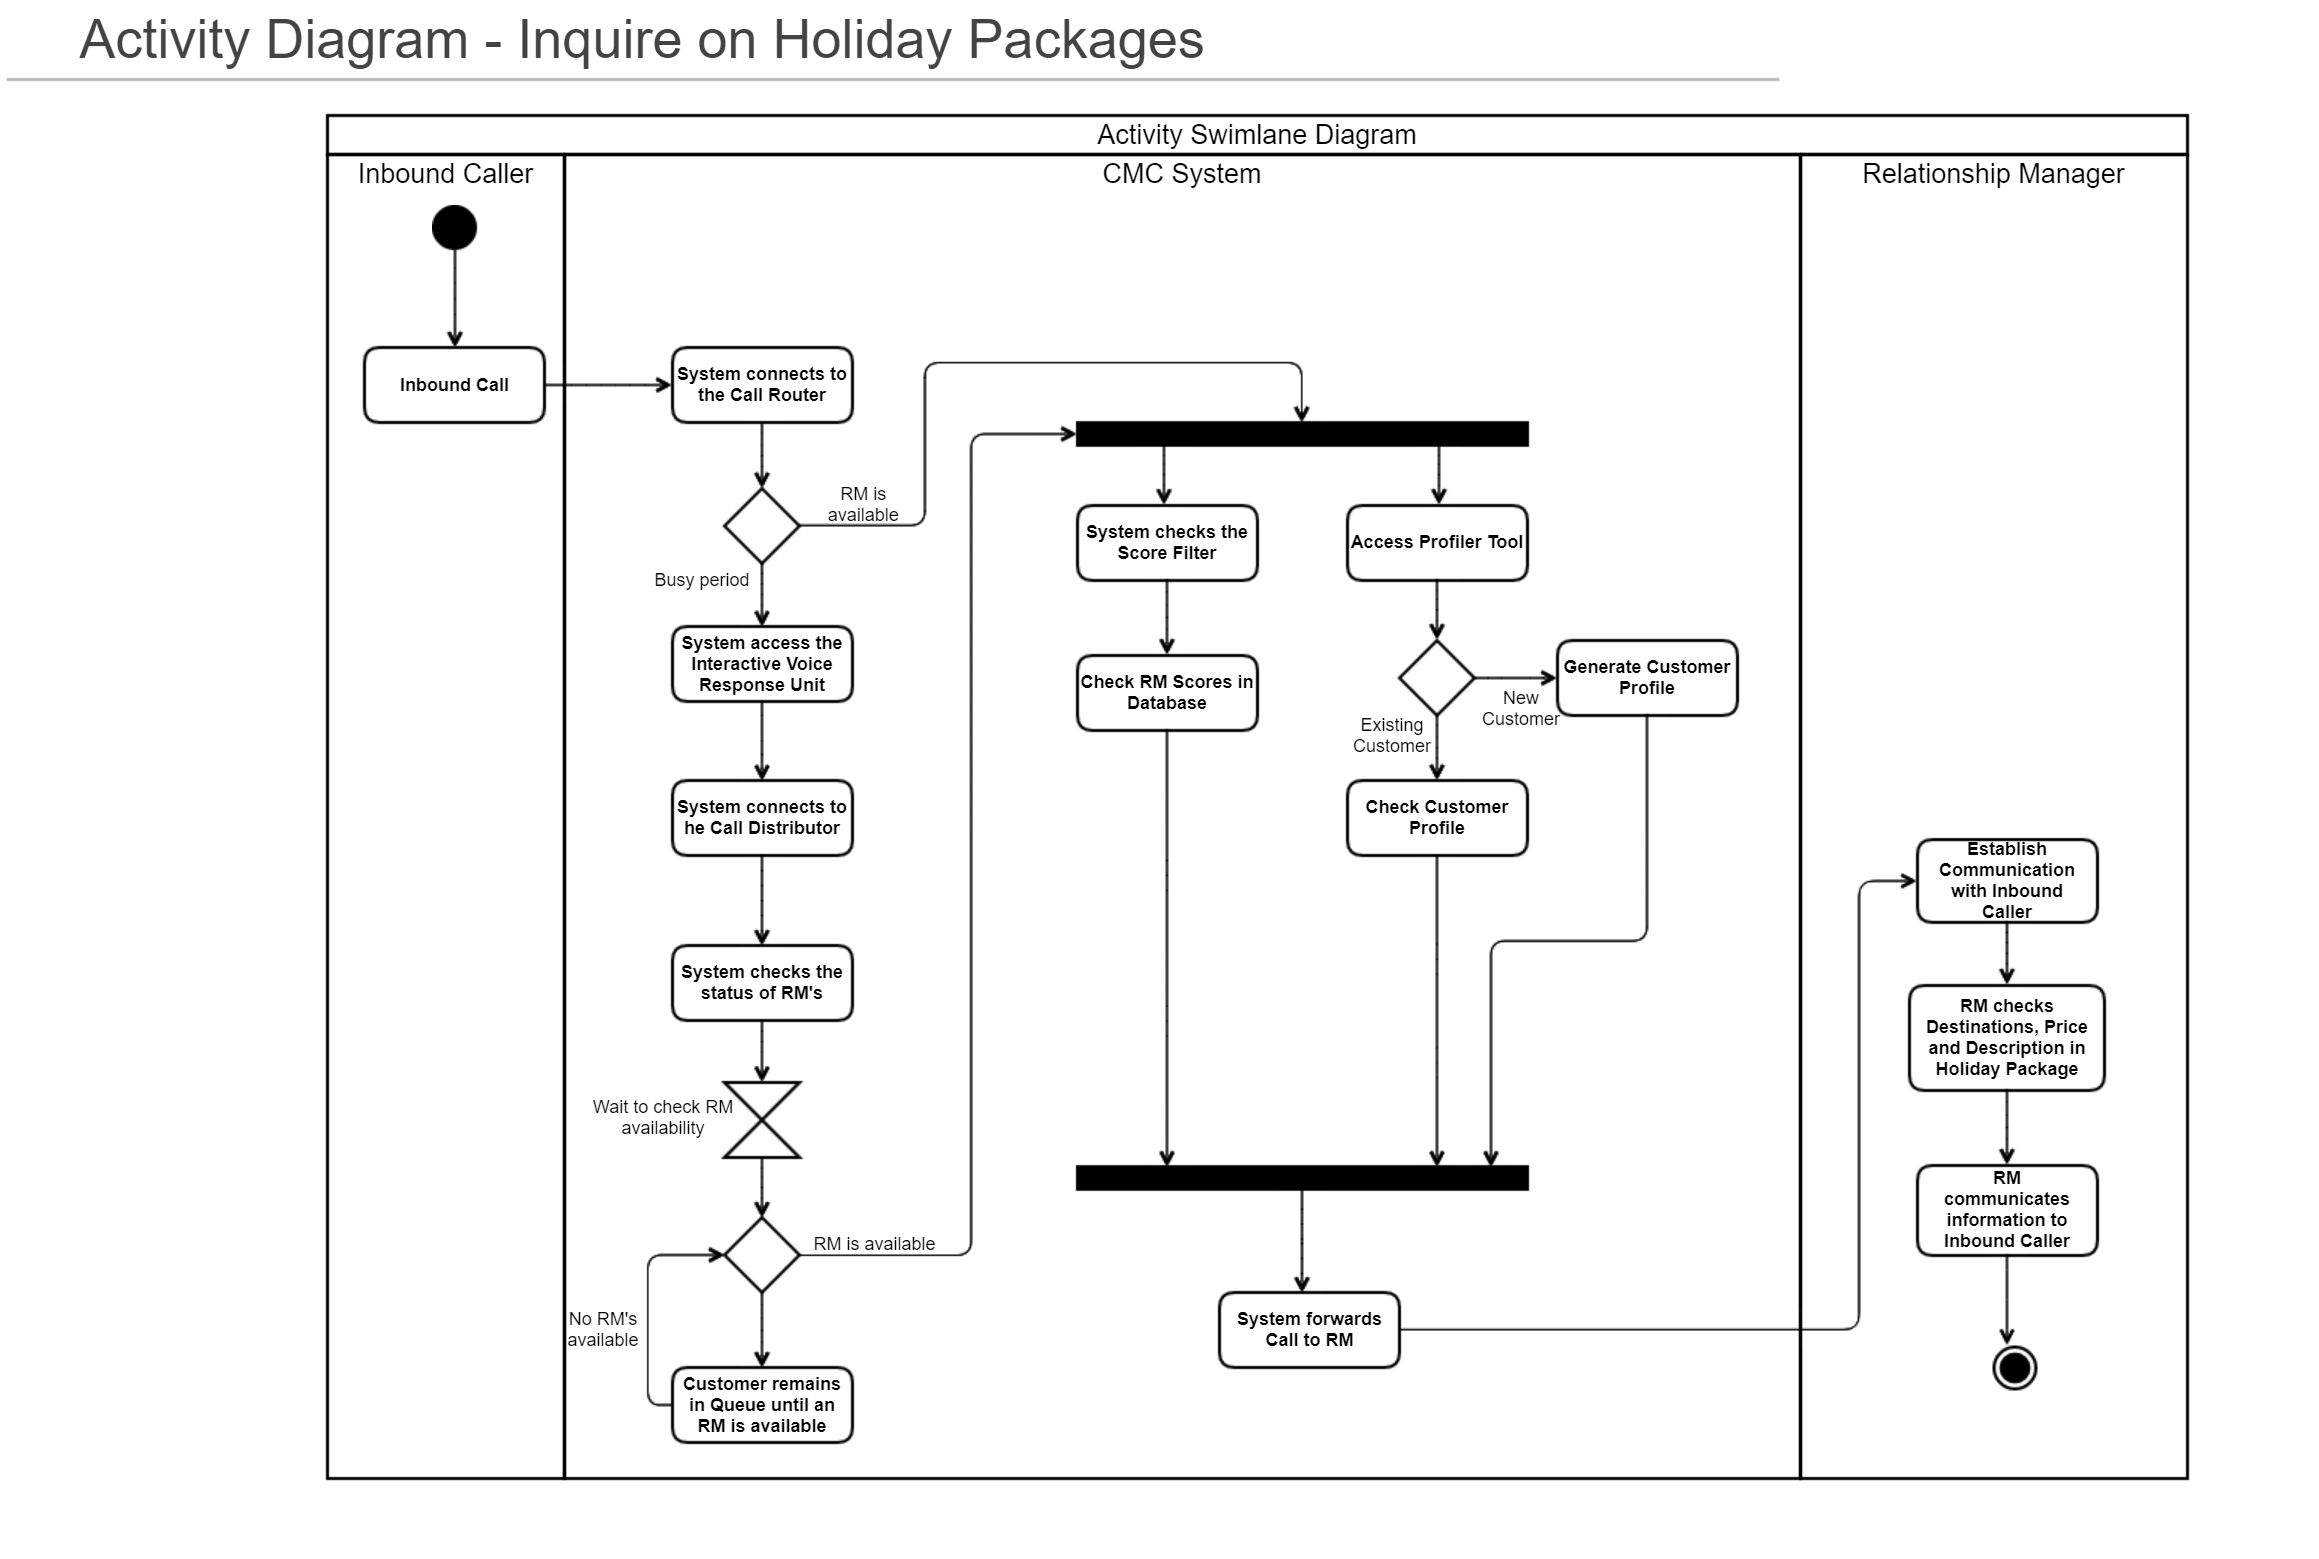 Activity Diagram - Inquire on Holiday Packages
Activity Swimlane Diagram
Inbound Caller
CMC System
Relationship Manager
Inbound Call
System connects to
the Call Router
RM is
available
Busy period
System access the
Interactive Voice
Response Unit
System connects to
he Call Distributor
System checks the
status of RM's
Wait to check RM
availability
RM is available
No RM's
available
Customer remains
in Queue until an
RM is available
System checks the
Score Filter
Check RM Scores in
Database
Access Profiler Tool
New
Customer
Generate Customer
Profile
Existing
Customer
Check Customer
Profile
System forwards
Call to RM
Establish
Communication
with Inbound
Caller
RM checks
Destinations, Price
and Description in
Holiday Package
RM
communicates
information to
Inbound Caller